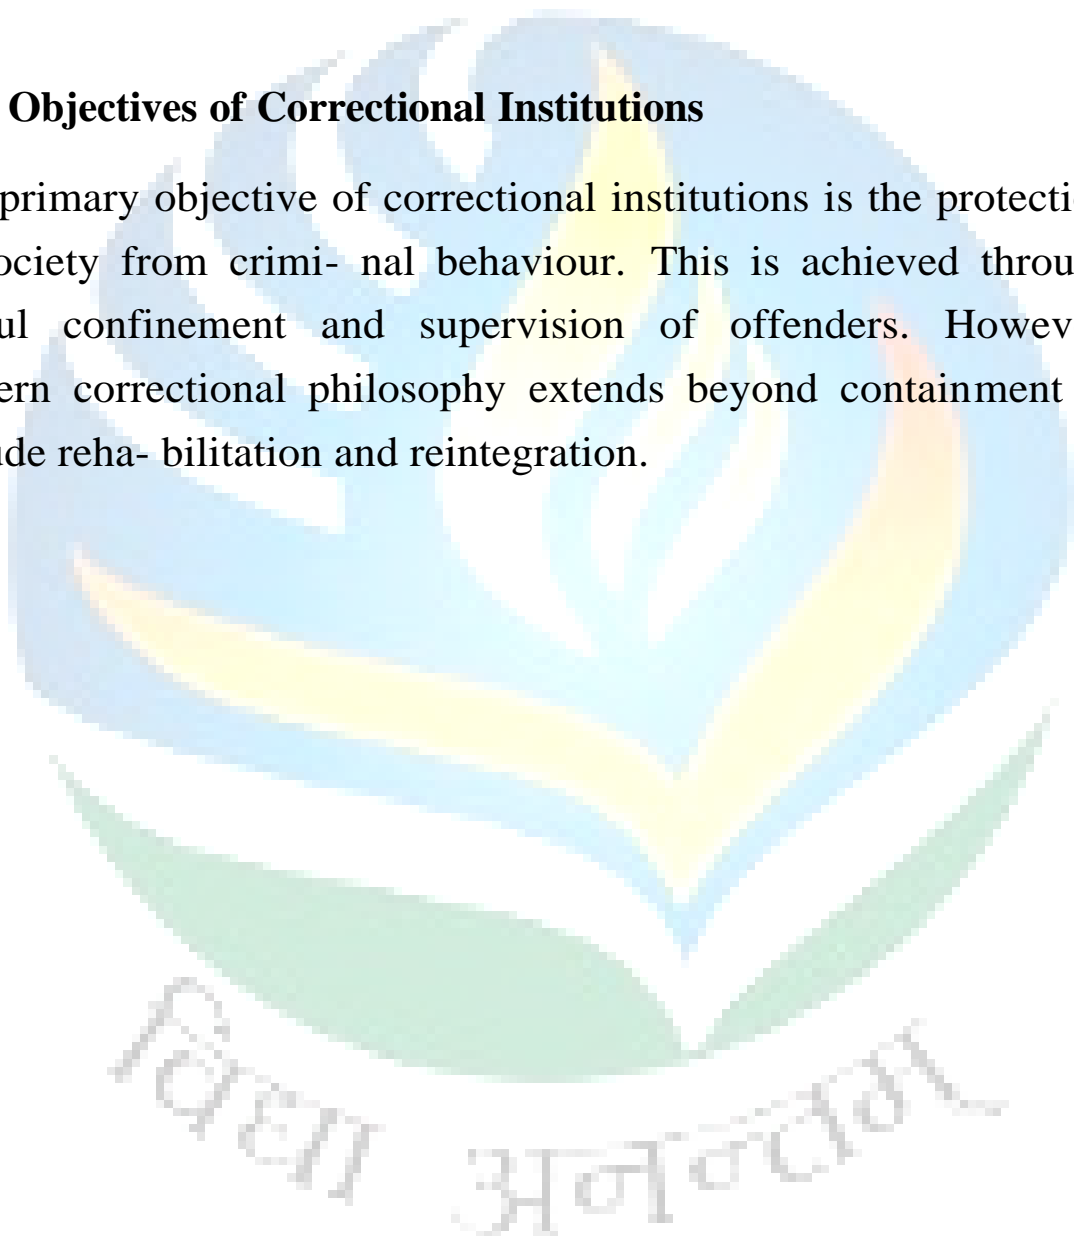 Objectives of Correctional Institutions
primary objective of correctional institutions is the protecti
ociety from crimi- nal behaviour. This is achieved throu
ul confinement and supervision of offenders. Howev
ern correctional philosophy extends beyond containment
ude reha- bilitation and reintegration.
विद्या अनन्तम्